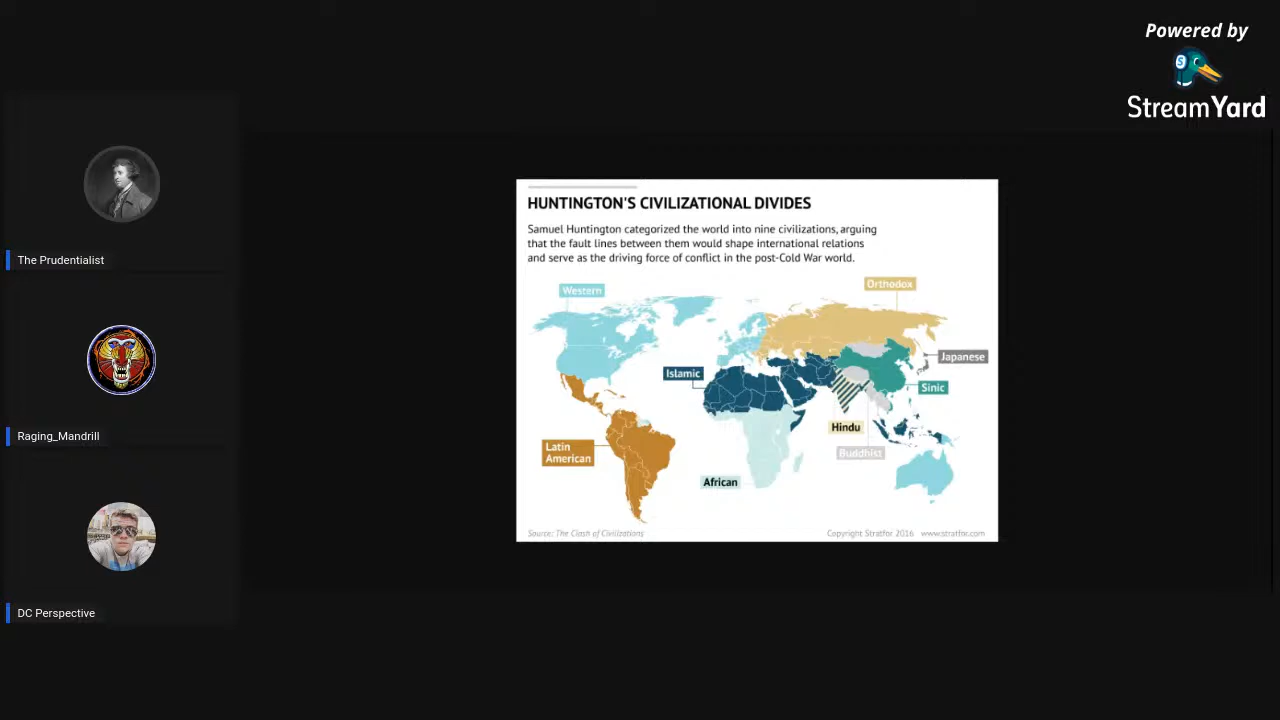 Powered by
S
StreamYard
The Prudentialist
Raging_Mandrill
DC Perspective
HUNTINGTON'S CIVILIZATIONAL DIVIDES
Samuel Huntington categorized the world into nine civilizations, arguing
that the fault lines between them would shape international relations
and serve as the driving force of conflict in the post-Cold War world.
Western
Orthodox
Japanese
Islamic
Sinic
Hindu
Latin
American
Buddhist
African
Source: The Clash of Civilizations
Copyright Stratfor 2016 www.stratfor.com